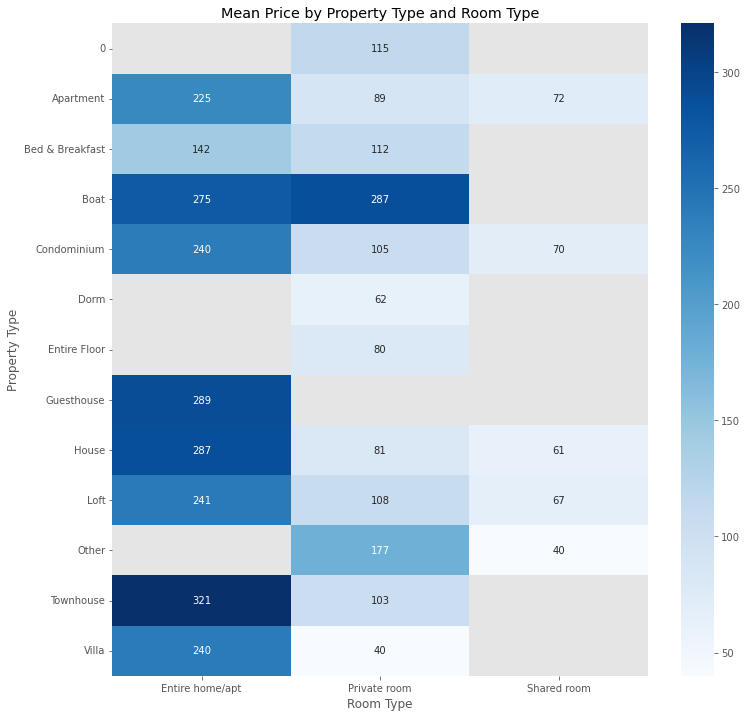 Mean Price by Property Type and Room Type
0 115
Apartment 225 89 72
Bed & Breakfast 142 112
Boat 275 287
Condominium 240 105 70
Dorm 62
Entire Floor 80
Guesthouse 289
House 287 81 61
Loft 241 108 67
Other 177 40
Townhouse 321 103
Villa 240 40
Entire home/apt Private room Shared room
Room Type
Property Type
300
250
200
150
100
50